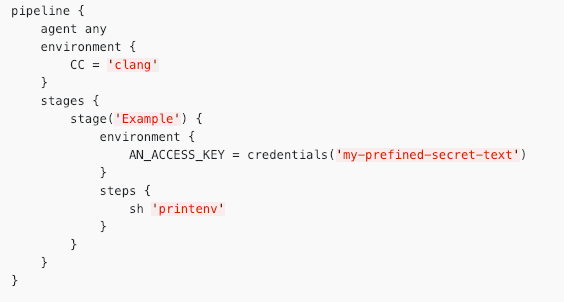 pipeline {
    agent any
    environment {
        CC = 'clang'
    }
    stages {
        stage('Example') {
            environment {
                AN_ACCESS_KEY = credentials('my-prefined-secret-text')
            }
            steps {
                sh 'printenv'
            }
        }
    }
}